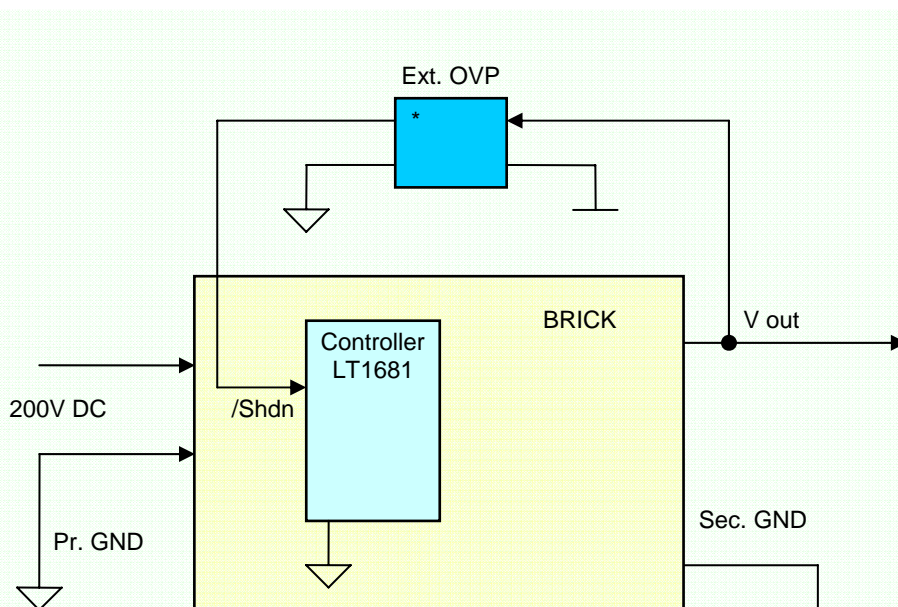 Ext. OVP
*
BRICK
V out
Controller
LT1681
200V DC
/Shdn
Sec. GND
Pr. GND